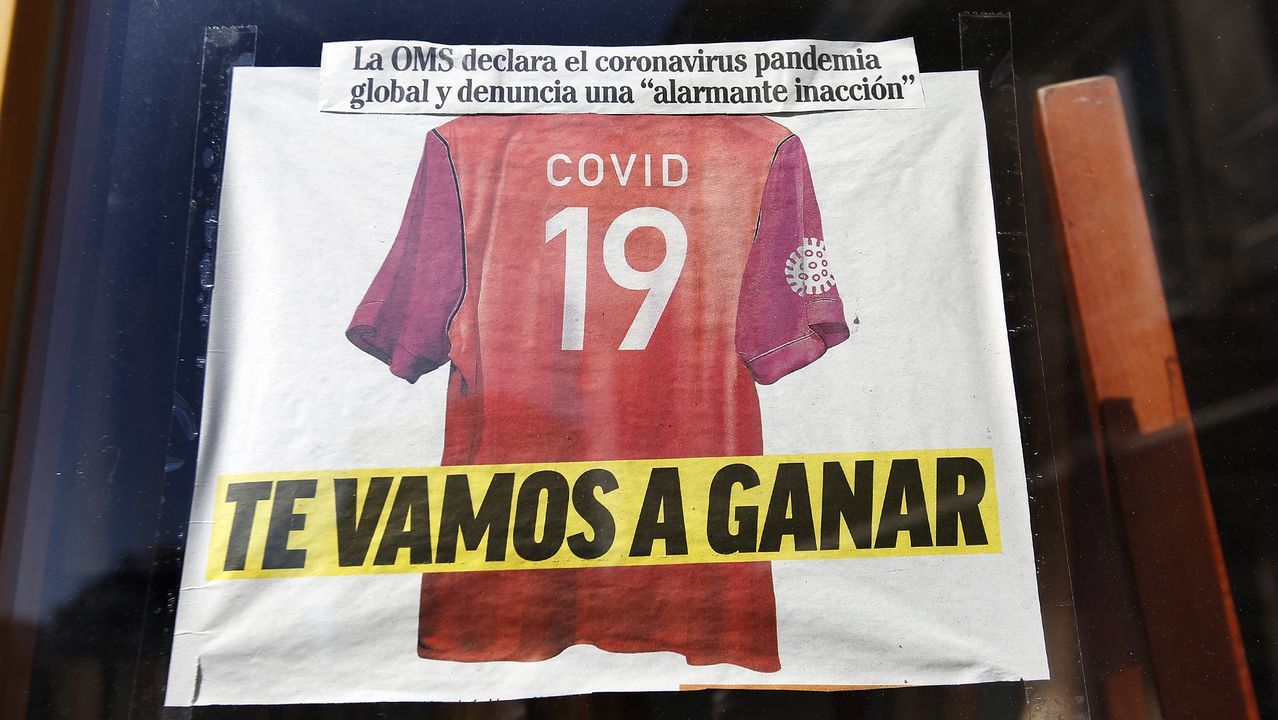 La OMS declara el coronavirus pandemia
global y denuncia una “alarmante inacción”
COVID
19
TE VAMOS A GANAR